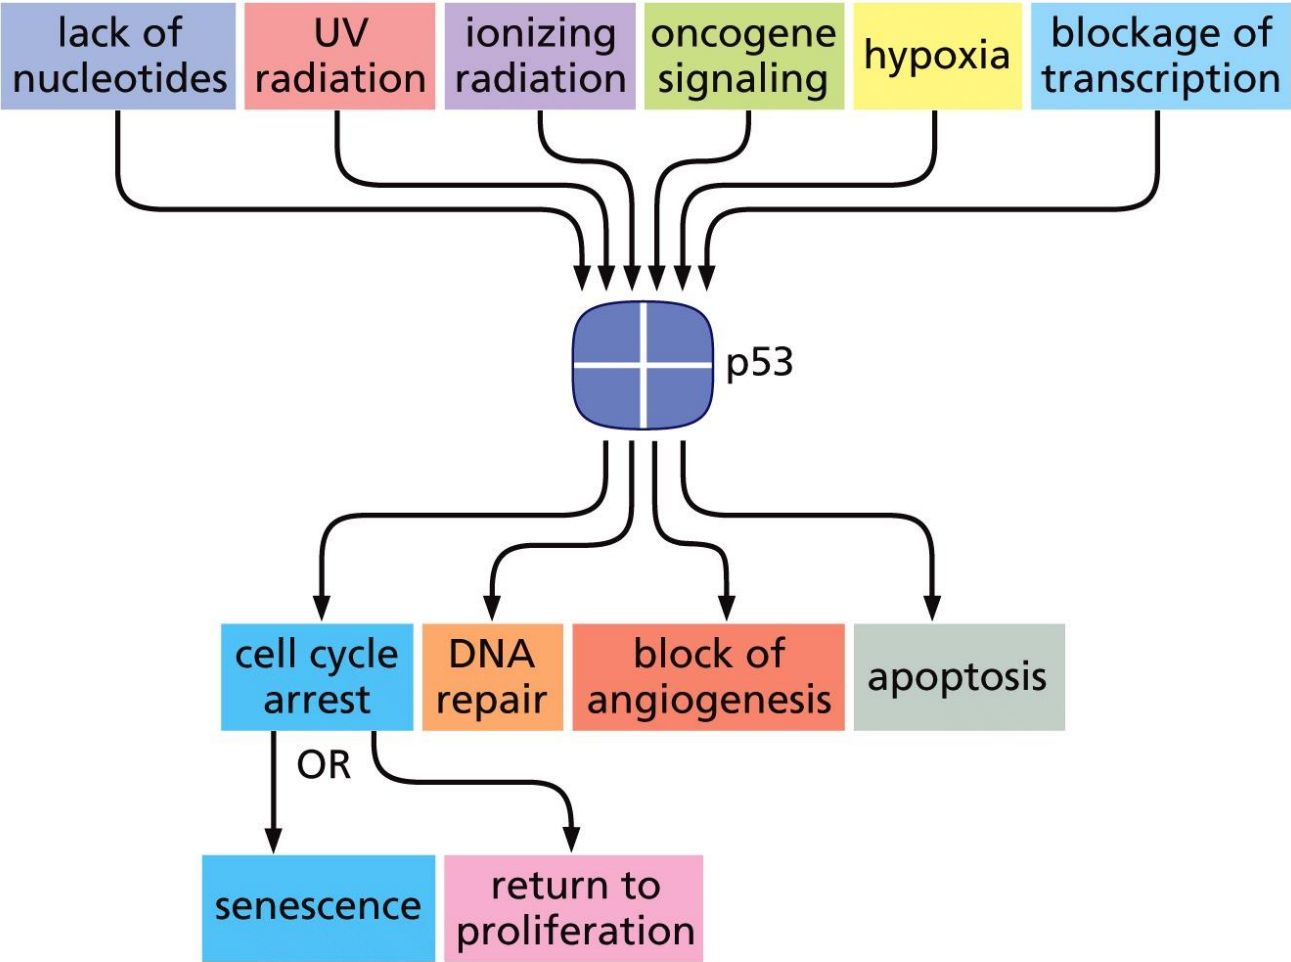 lack of
nucleotides
UV
radiation
ionizing
radiation
oncogene
signaling
hypoxia
blockage of
transcription
p53
cell cycle
arrest
DNA
repair
block of
angiogenesis
apoptosis
OR
senescence
return to
proliferation